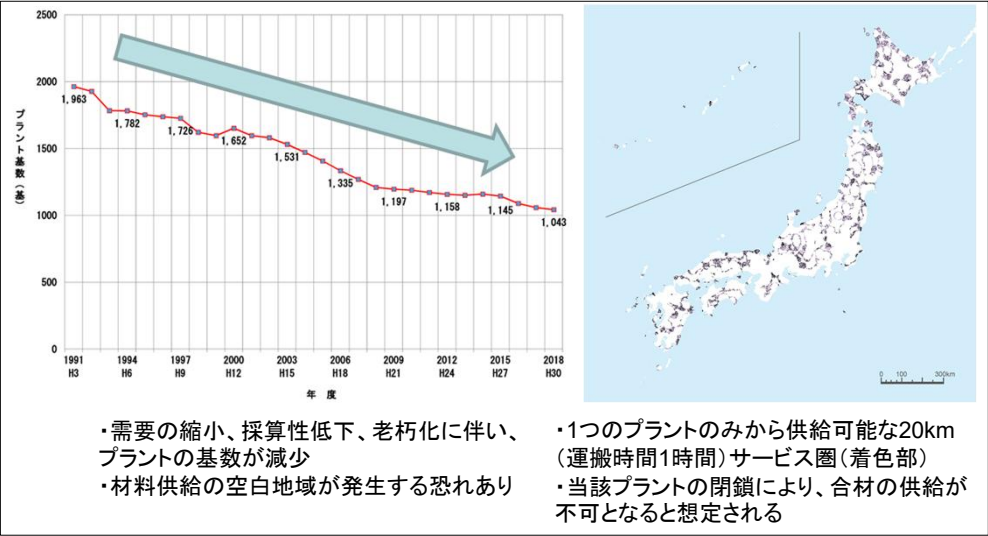 2500
2000
1500
1000
500
0
プラント基数(基)
1,963
1,782
1,726
1,652
1,531
1,335
1,197
1,158
1,145
1,043
1991 1994 1997 2000 2003 2006 2009 2012 2015 2018
H3 H6 H9 H12 H15 H18 H21 H24 H27 H30
年 度
0 100 300km
・需要の縮小、採算性低下、老朽化に伴い、
プラントの基数が減少
・材料供給の空白地域が発生する恐れあり
・1つのプラントのみから供給可能な20km
(運搬時間1時間)サービス圏(着色部)
・当該プラントの閉鎖により、合材の供給が
不可となると想定される